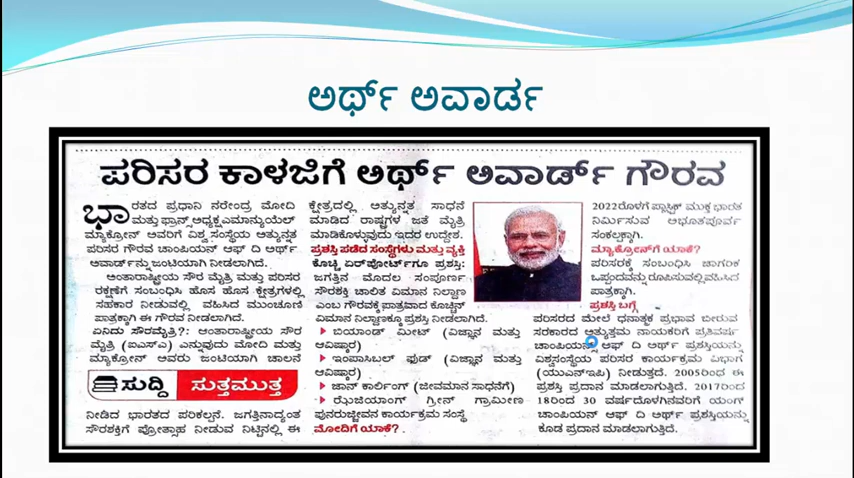 ಅರ್ಥ್ ಅವಾರ್ಡ
ಪರಿಸರ ಕಾಳಜಿಗೆ ಅರ್ಥ್ ಅವಾರ್ಡ್ ಗೌರವ
ಭಾರತದ ಪ್ರಧಾನಿ ನರೇಂದ್ರ ಮೋದಿ
ಮತ್ತು ಫ್ರಾನ್ಸ್ ಅಧ್ಯಕ್ಷ ಎಮಾನ್ಯುಯೆಲ್
ಮ್ಯಾಕ್ರೋನ್ ಅವರಿಗೆ ವಿಶ್ವ ಸಂಸ್ಥೆಯ ಅತ್ಯುನ್ನತ
ಪರಿಸರ ಗೌರವ ಚಾಂಪಿಯನ್ ಆಫ್ ದಿ ಅರ್ಥ್
ಅವಾರ್ಡ್‌ನ್ನು ಜಂಟಿಯಾಗಿ ನೀಡಲಾಗಿದೆ.
ಅಂತಾರಾಷ್ಟ್ರೀಯ ಸೌರ ಮೈತ್ರಿ ಮತ್ತು ಪರಿಸರ
ರಕ್ಷಣೆಗೆ ಸಂಬಂಧಿಸಿ ಹೊಸ ಹೊಸ ಕ್ಷೇತ್ರಗಳಲ್ಲಿ
ಸಹಕಾರ ನೀಡುವಲ್ಲಿ ವಹಿಸಿದ ಮುಂಚೂಣಿ
ಪಾತ್ರಕ್ಕಾಗಿ ಈ ಗೌರವ ನೀಡಲಾಗಿದೆ.
ಏನಿದು ಸೌರಮೈತ್ರಿ?: ಆಂತಾರಾಷ್ಟ್ರೀಯ ಸೌರ
ಮೈತ್ರಿ (ಐಎಸ್ಎ) ಎನ್ನುವುದು ಮೋದಿ ಮತ್ತು
ಮ್ಯಾಕ್ರೋನ್ ಅವರು ಜಂಟಿಯಾಗಿ ಚಾಲನೆ
ಸುದ್ದಿ ಸುತ್ತಮುತ್ತ
ನೀಡಿದ ಭಾರತದ ಪರಿಕಲ್ಪನೆ. ಜಗತ್ತಿನಾದ್ಯಂತ
ಸೌರಶಕ್ತಿಗೆ ಪ್ರೋತ್ಸಾಹ ನೀಡುವ ನಿಟ್ಟಿನಲ್ಲಿ ಈ
ಕ್ಷೇತ್ರದಲ್ಲಿ ಅತ್ಯುನ್ನತ ಸಾಧನೆ
ಮಾಡಿದ ರಾಷ್ಟ್ರಗಳ ಜತೆ ಮೈತ್ರಿ
ಮಾಡಿಕೊಳ್ಳುವುದು ಇದರ ಉದ್ದೇಶ.
ಪ್ರಶಸ್ತಿ ಪಡೆದ ಸಂಸ್ಥೆಗಳು ಮತ್ತು ವ್ಯಕ್ತಿ
ಕೊಚ್ಚಿ ಏರ್‌ಪೋರ್ಟ್‌ಗೂ ಪ್ರಶಸ್ತಿ:
ಜಗತ್ತಿನ ಮೊದಲ ಸಂಪೂರ್ಣ
ಸೌರಶಕ್ತಿ ಚಾಲಿತ ವಿಮಾನ ನಿಲ್ದಾಣ
ಎಂಬ ಗೌರವಕ್ಕೆ ಪಾತ್ರವಾದ ಕೊಚ್ಚಿನ್
ವಿಮಾನ ನಿಲ್ದಾಣಕ್ಕೂ ಪ್ರಶಸ್ತಿ ನೀಡಲಾಗಿದೆ.
ಬಿಯಾಂಡ್ ಮೀಟ್ (ವಿಜ್ಞಾನ ಮತ್ತು
ಆವಿಷ್ಕಾರ)
ಇಂಪಾಸಿಬಲ್ ಫುಡ್ (ವಿಜ್ಞಾನ ಮತ್ತು
ಆವಿಷ್ಕಾರ)
ಜಾನ್ ಕಾರ್ಲಿಂಗ್ (ಜೀವಮಾನ ಸಾಧನೆಗೆ)
ಝೆಜಿಯಾಂಗ್ ಗ್ರೀನ್ ಗ್ರಾಮೀಣ
ಪುನರುಜ್ಜೀವನ ಕಾರ್ಯಕ್ರಮ ಸಂಸ್ಥೆ
ಮೋದಿಗೆ ಯಾಕೆ?
2022ರೊಳಗೆ ಪ್ಲಾಸ್ಟಿಕ್ ಮುಕ್ತ ಭಾರತ
ನಿರ್ಮಿಸುವ ಅಭೂತಪೂರ್ವ
ಸಂಕಲ್ಪಕ್ಕಾಗಿ.
ಮ್ಯಾಕ್ರೋನ್‌ಗೆ ಯಾಕೆ?
ಪರಿಸರಕ್ಕೆ ಸಂಬಂಧಿಸಿ ಜಾಗತಿಕ
ಒಪ್ಪಂದವನ್ನು ರೂಪಿಸುವಲ್ಲಿ ವಹಿಸಿದ
ಪಾತ್ರಕ್ಕಾಗಿ.
ಪ್ರಶಸ್ತಿ ಬಗ್ಗೆ
ಪರಿಸರದ ಮೇಲೆ ಧನಾತ್ಮಕ ಪ್ರಭಾವ ಬೀರುವ
ಸರಕಾರದ ಅತ್ಯುತ್ತಮ ನಾಯಕರಿಗೆ ಪ್ರತಿವರ್ಷ
ಚಾಂಪಿಯನ್ಸ್ ಆಫ್ ದಿ ಅರ್ಥ್ ಪ್ರಶಸ್ತಿಯನ್ನು
ವಿಶ್ವಸಂಸ್ಥೆಯ ಪರಿಸರ ಕಾರ್ಯಕ್ರಮ ವಿಭಾಗ
(ಯುಎನ್ಇಪಿ) ನೀಡುತ್ತದೆ. 2005ರಿಂದ ಈ
ಪ್ರಶಸ್ತಿ ಪ್ರದಾನ ಮಾಡಲಾಗುತ್ತಿದೆ. 2017ರಿಂದ
18ರಿಂದ 30 ವರ್ಷದೊಳಗಿನವರಿಗೆ ಯಂಗ್
ಚಾಂಪಿಯನ್ ಆಫ್ ದಿ ಅರ್ಥ್ ಪ್ರಶಸ್ತಿಯನ್ನು
ಕೂಡ ಪ್ರದಾನ ಮಾಡಲಾಗುತ್ತಿದೆ.